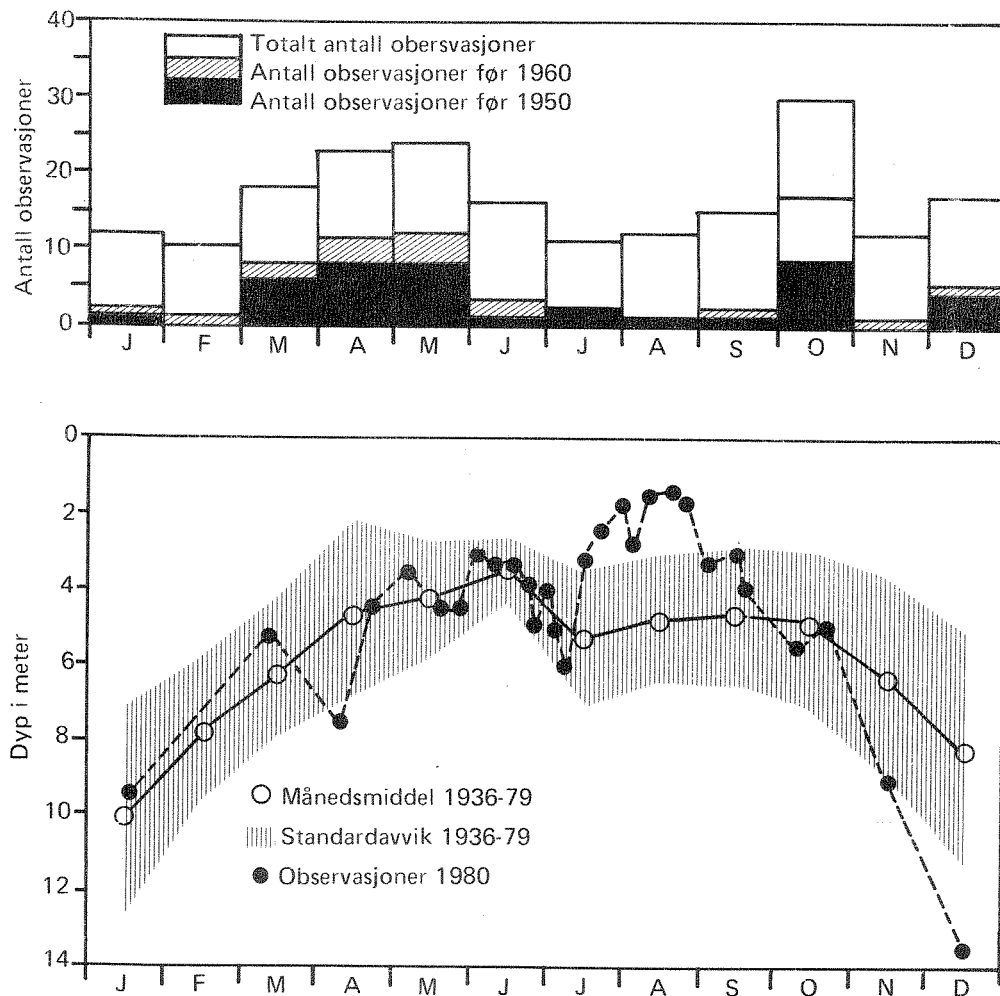 40
30
20
10
0
Antall observasjoner
Totalt antall obersvasjoner
Antall observasjoner før 1960
Antall observasjoner før 1950
J F M A M J J A S O N D
0
2
4
6
8
10
12
14
Dyp i meter
Månedsmiddel 1936-79
Standardavvik 1936-79
Observasjoner 1980
J F M A M J J A S O N D